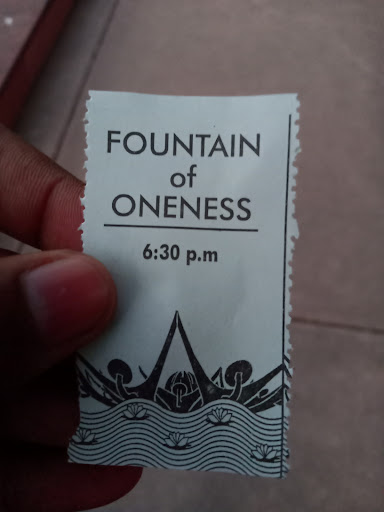 FOUNTAIN
of
ONENESS
6:30 p.m